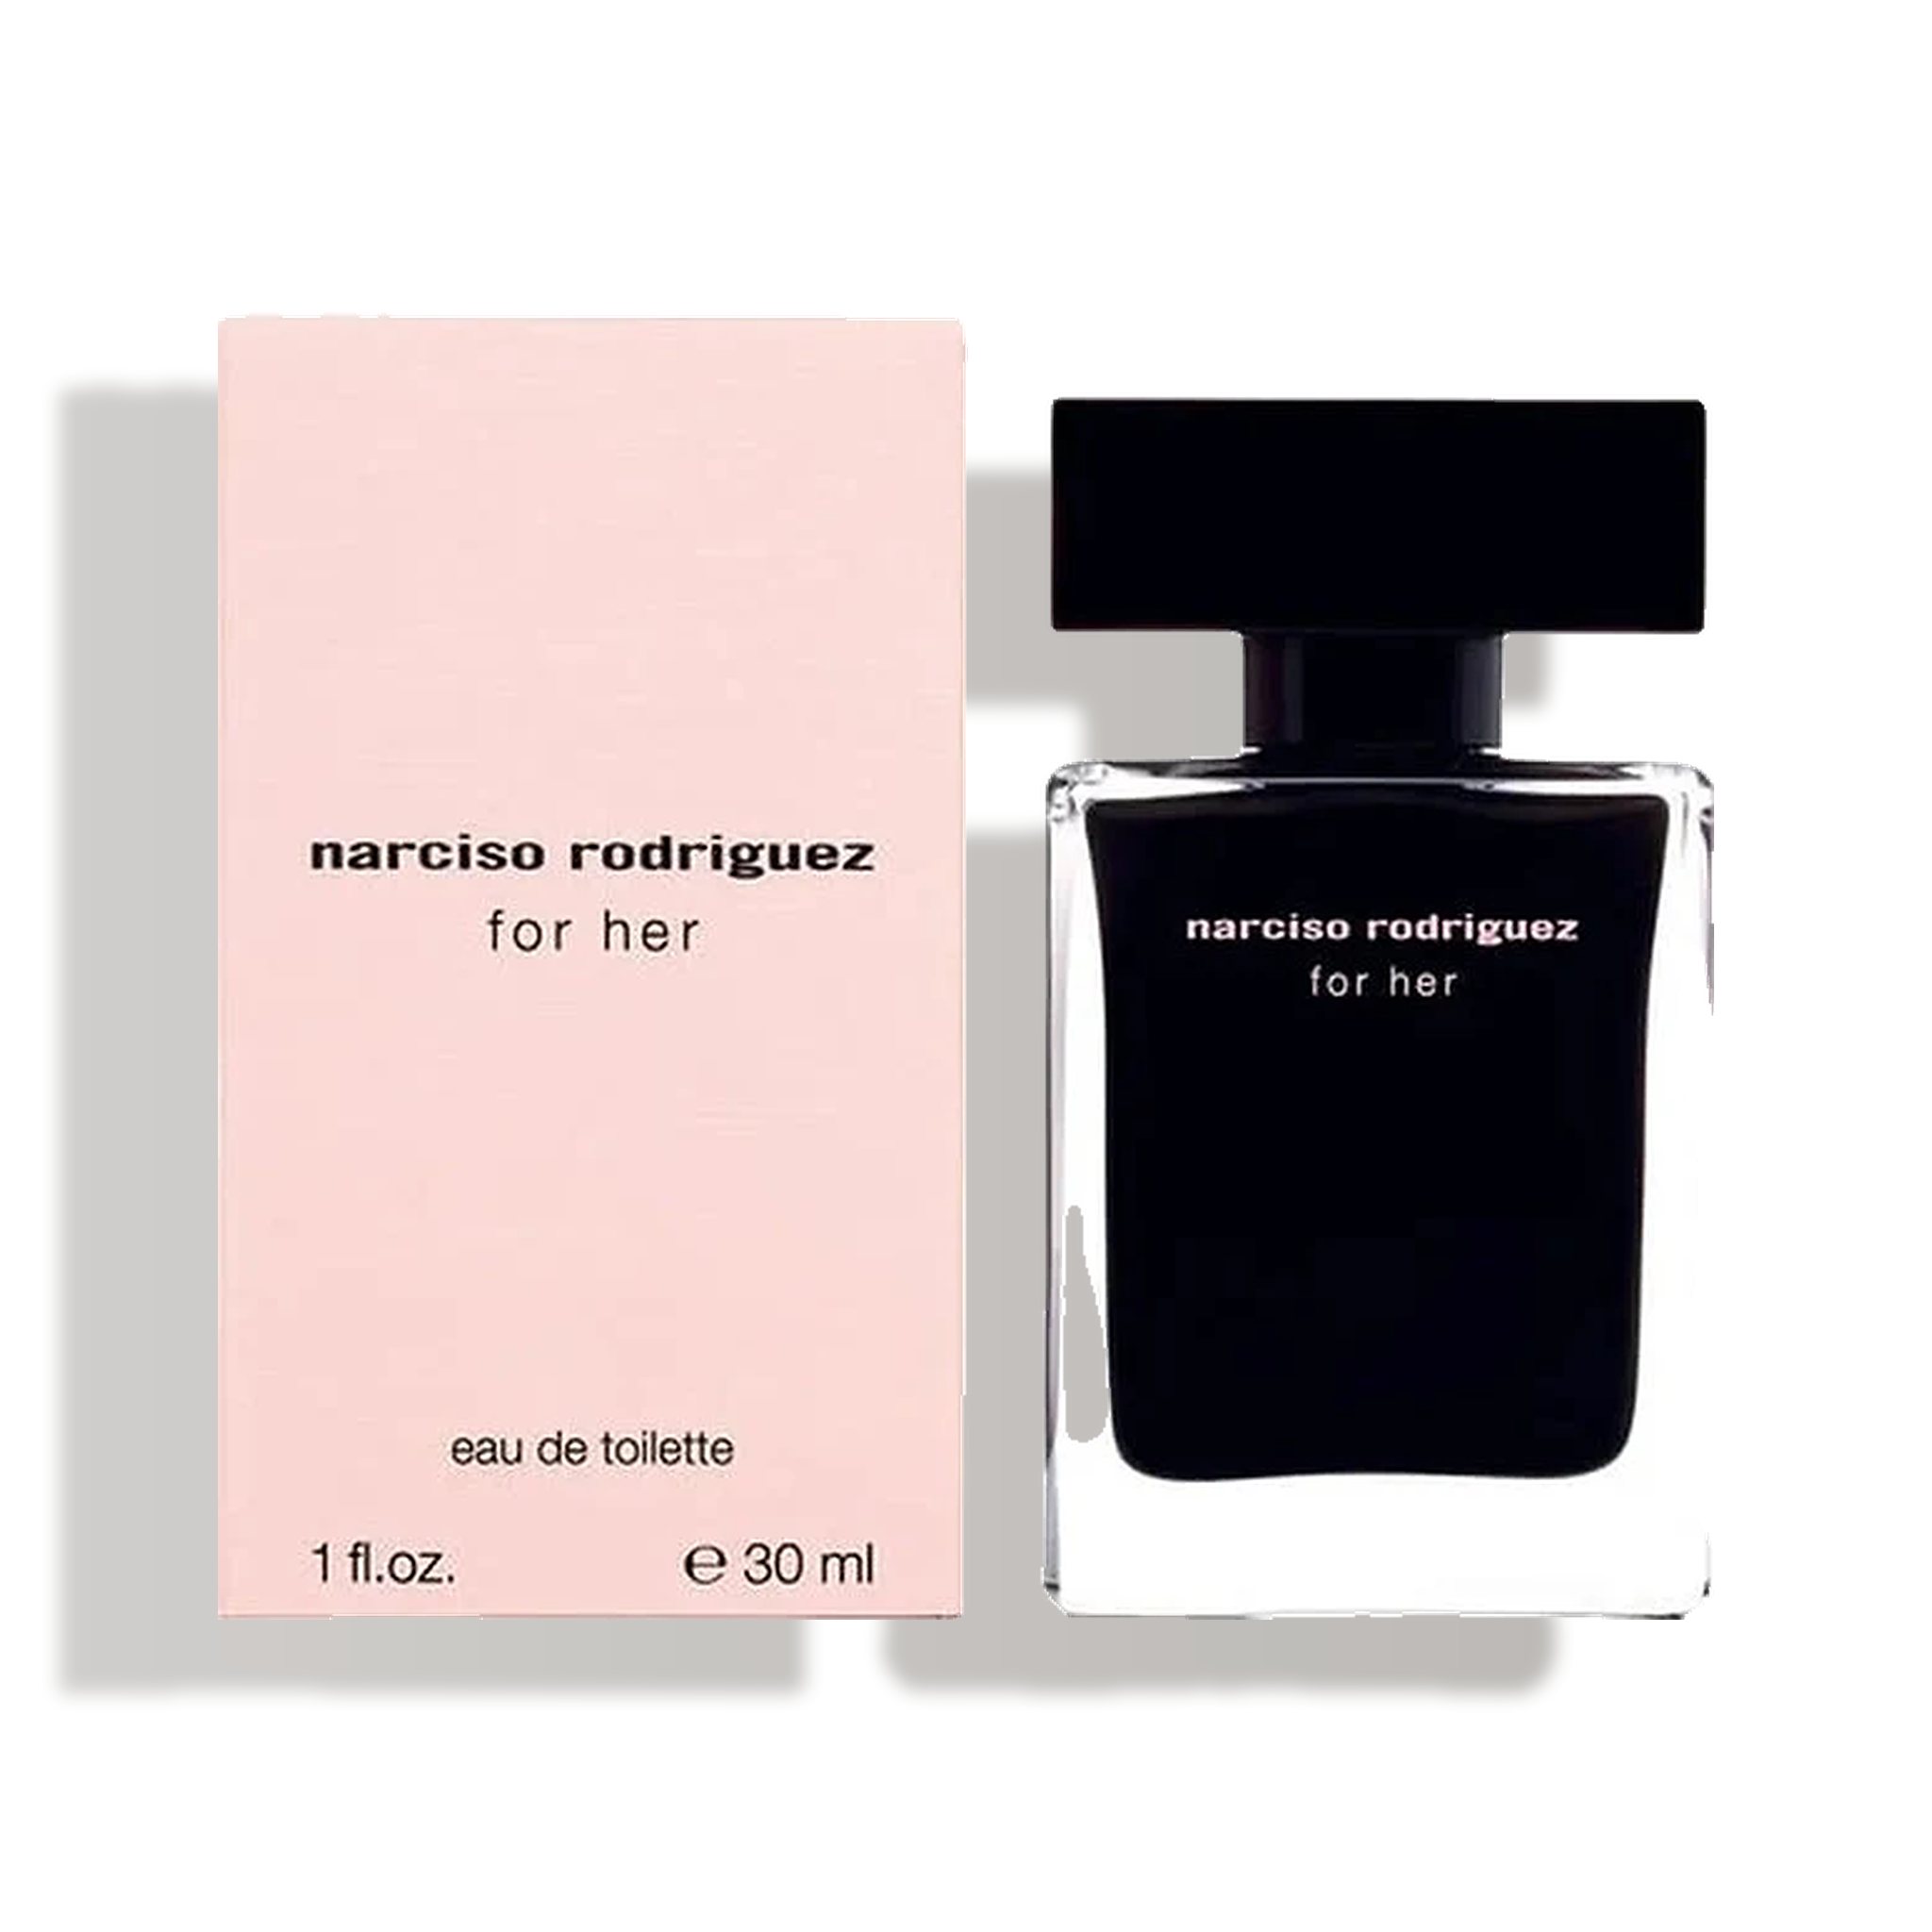 narciso rodriguez
for her
eau de toilette
1 fl.oz. ℮ 30 ml
narciso rodriguez
for her